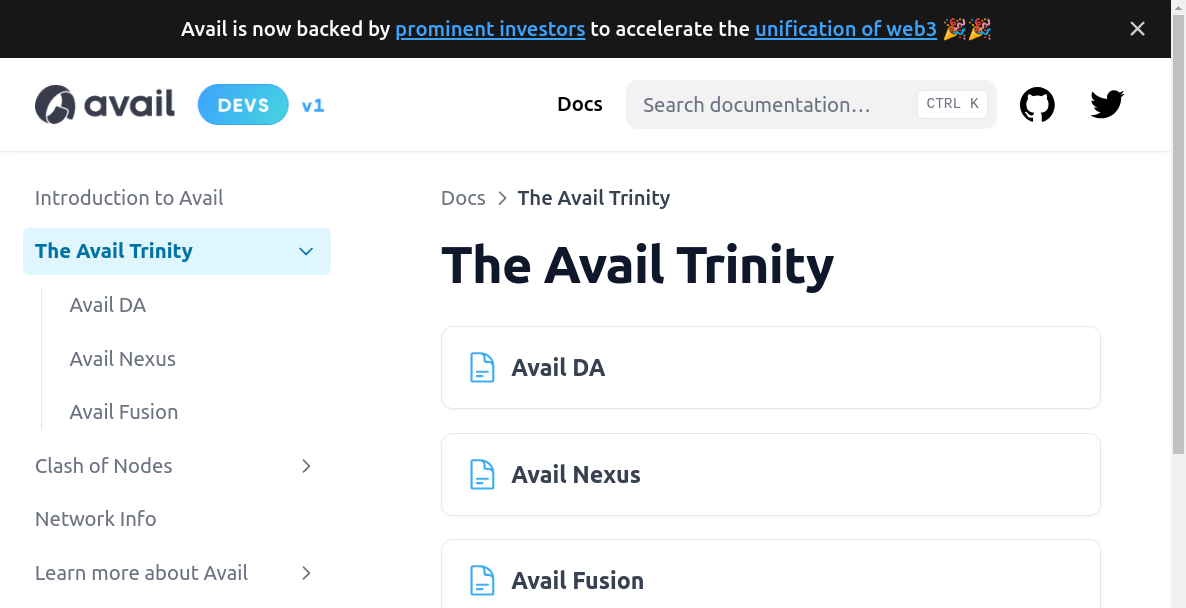 Avail is now backed by prominent investors to accelerate the unification of web3 🎉🎉
avail DEVS v1
Docs
Search documentation…
CTRL K
Introduction to Avail
The Avail Trinity
Avail DA
Avail Nexus
Avail Fusion
Clash of Nodes
Network Info
Learn more about Avail
Docs > The Avail Trinity
The Avail Trinity
Avail DA
Avail Nexus
Avail Fusion